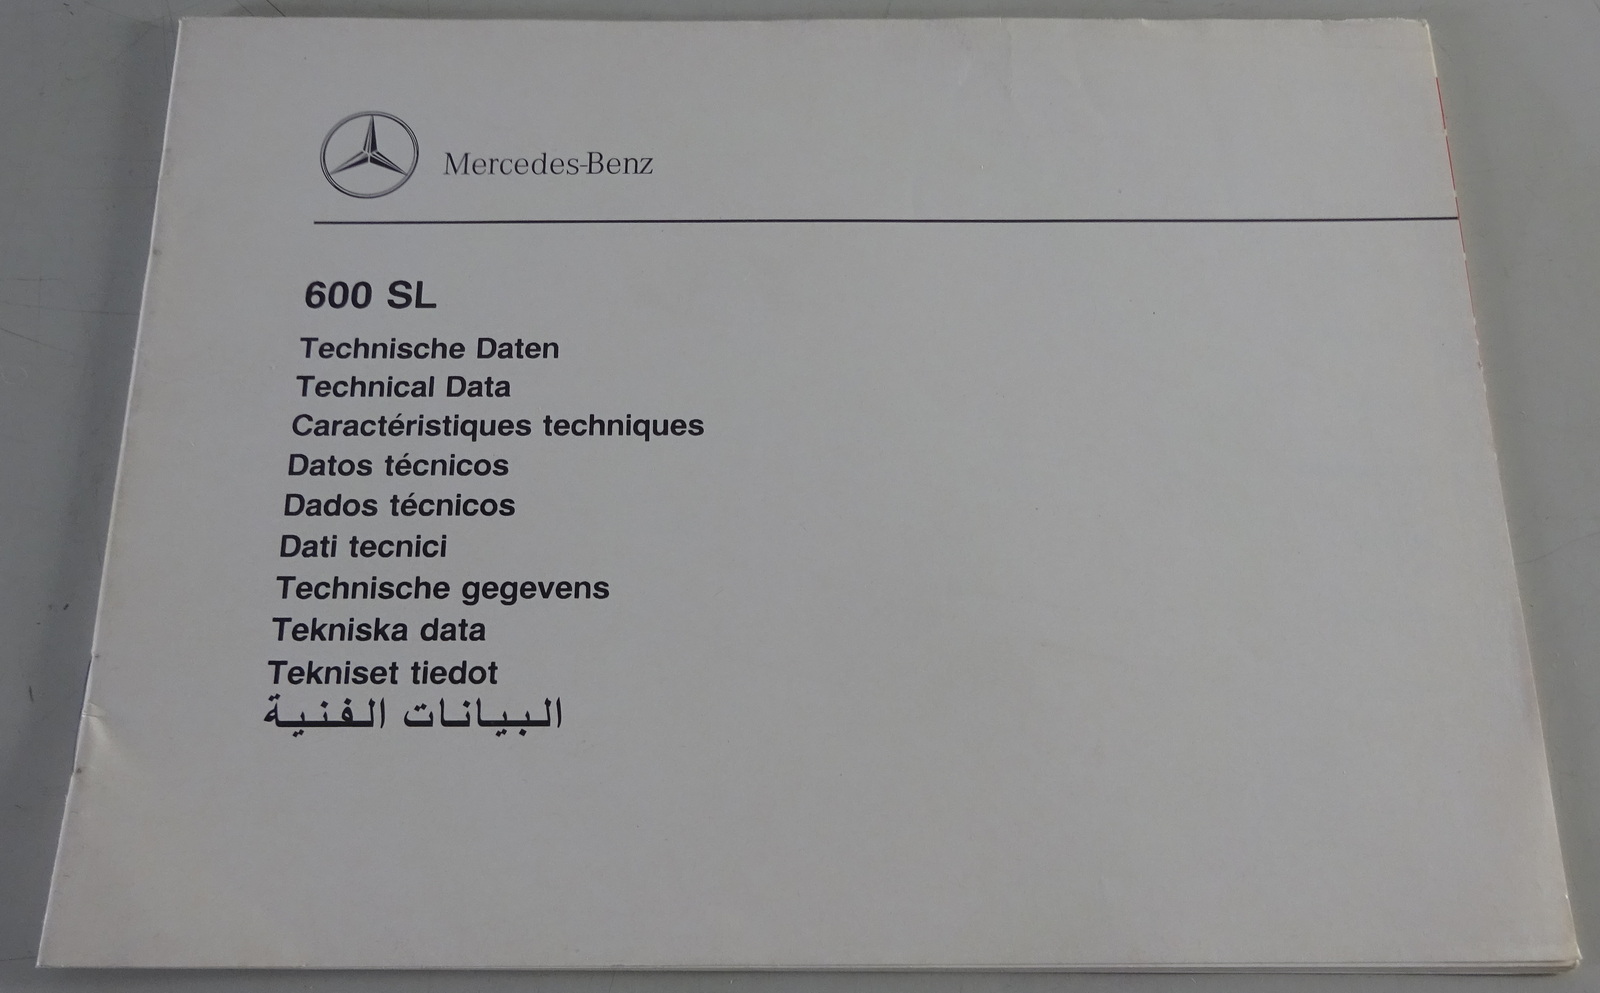 Mercedes-Benz
600 SL
Technische Daten
Technical Data
Caractéristiques techniques
Datos técnicos
Dados técnicos
Dati tecnici
Technische gegevens
Tekniska data
Tekniset tiedot
البيانات الفنية